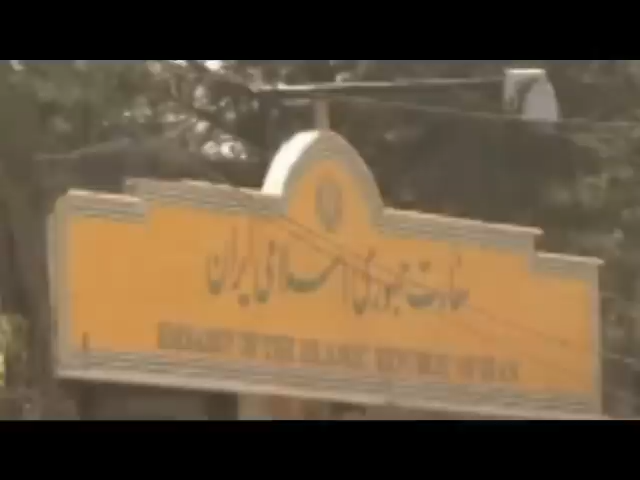 سفارت جمهوری اسلامی ایران
EMBASSY OF THE ISLAMIC REPUBLIC OF IRAN